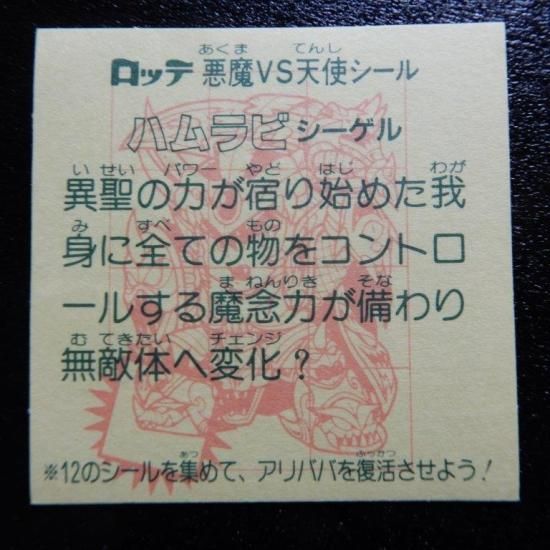 ロッテ 悪魔VS天使シール
ハムラビシーゲル
異聖の力が宿り始めた我
身に全ての物をコントロ
ールする魔念力が備わり
無敵体へ変化？
※12のシールを集めて、アリババを復活させよう！